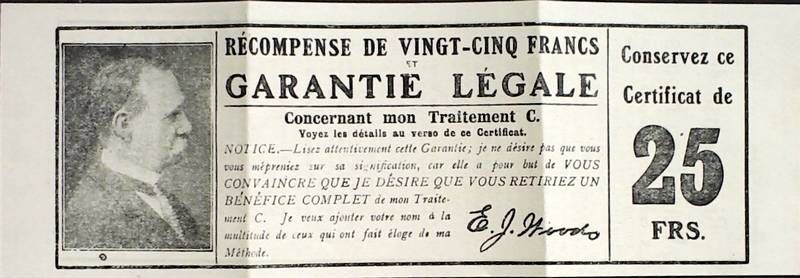 RÉCOMPENSE DE VINGT-CINQ FRANCS
ET
GARANTIE LÉGALE
Concernant mon Traitement C.
Voyez les détails au verso de ce Certificat.
NOTICE.—Lisez attentivement cette Garantie; je ne désire pas que vous
vous mépreniez sur sa signification, car elle a pour but de VOUS
CONVAINCRE QUE JE DÉSIRE QUE VOUS RETIRIEZ UN
BÉNÉFICE COMPLET de mon Traite-
ment C. Je veux ajouter votre nom à la
multitude de ceux qui ont fait éloge de ma
Méthode.
E. J. Woods
Conservez ce
Certificat de
25
FRS.